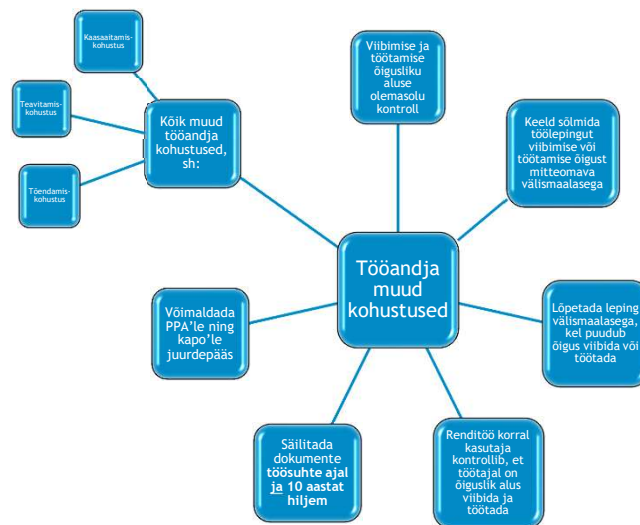 Kaasaaitamis-
kohustus
Teavitamis-
kohustus
Tõendamis-
kohustus
Kõik muud
tööandja
kohustused,
sh:
Viibimise ja
töötamise
õigusliku
aluse
olemasolu
kontroll
Keeld sõlmida
töölepingut
viibimise või
töötamise õigust
mitteomava
välismaalasega
Tööandja
muud
kohustused
Võimaldada
PPA’le ning
kapo’le
juurdepääs
Lõpetada leping
välismaalasega,
kel puudub
õigus viibida või
töötada
Säilitada
dokumente
töösuhte ajal
ja 10 aastat
hiljem
Renditöö korral
kasutaja
kontrollib, et
töötajal on
õiguslik alus
viibida ja
töötada